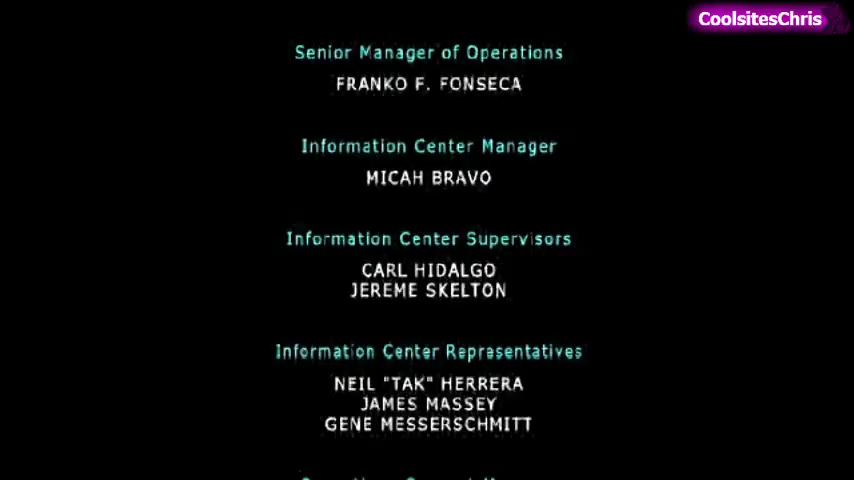 CoolsitesChris
Senior Manager of Operations
FRANKO F. FONSECA
Information Center Manager
MICAH BRAVO
Information Center Supervisors
CARL HIDALGO
JEREME SKELTON
Information Center Representatives
NEIL "TAK" HERRERA
JAMES MASSEY
GENE MESSERSCHMITT